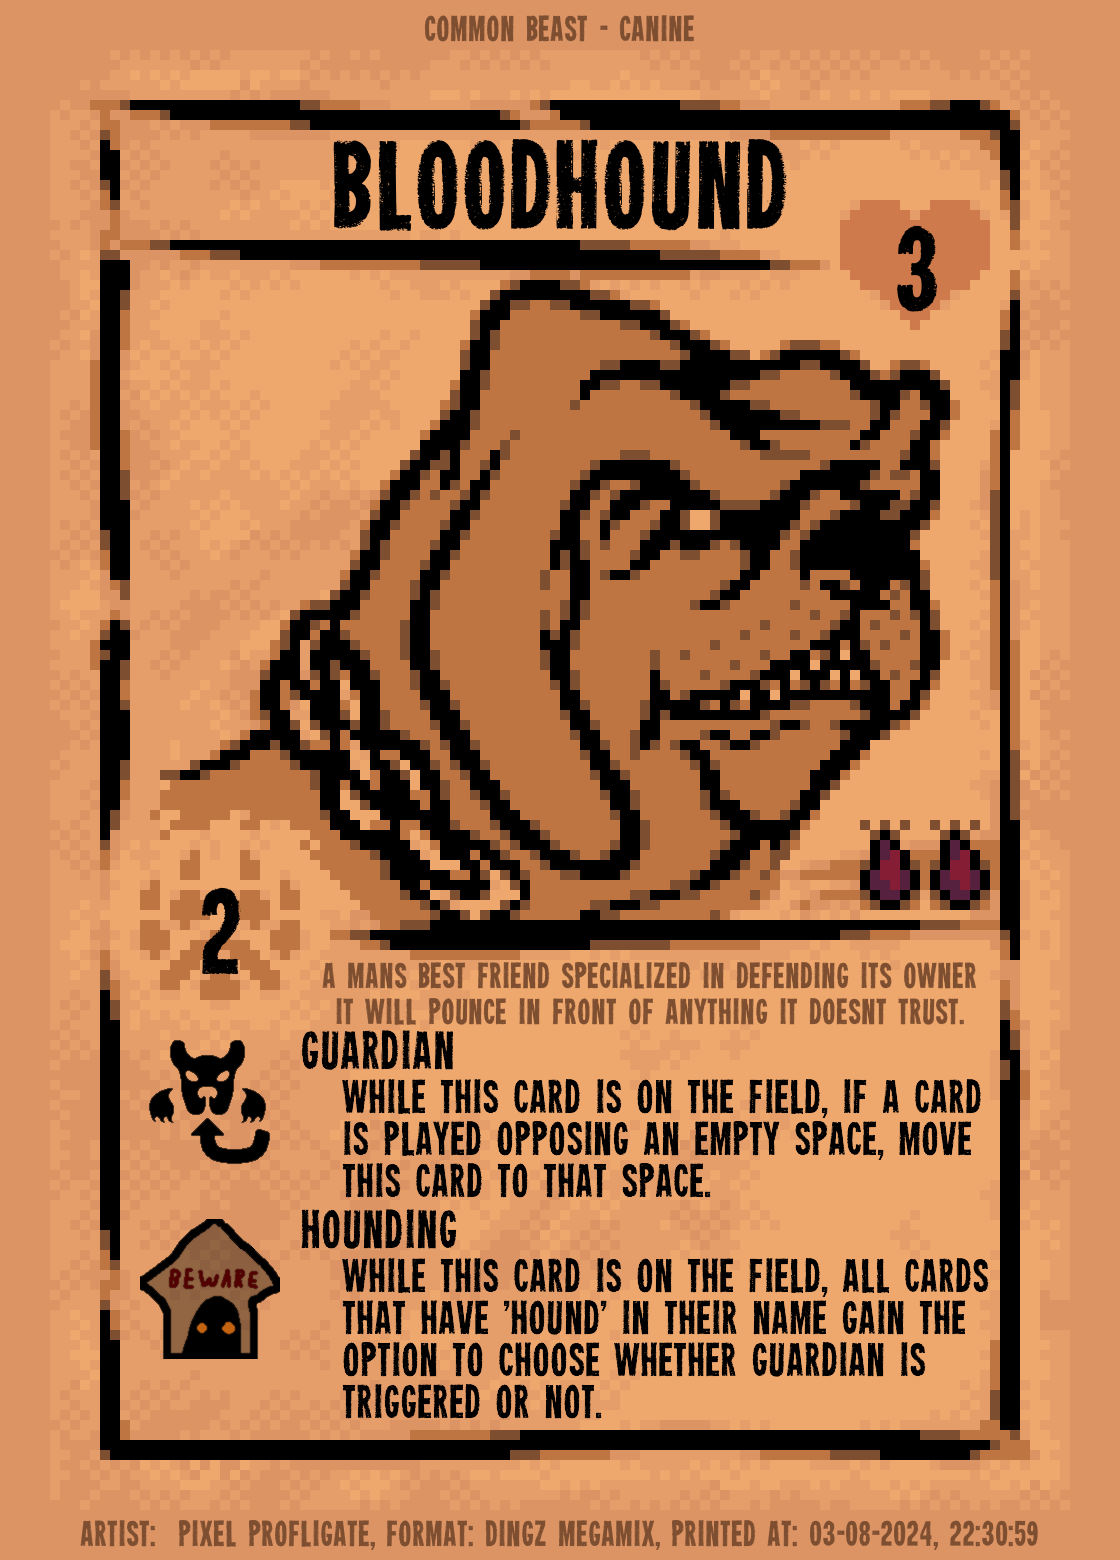 COMMON BEAST - CANINE
BLOODHOUND
3
2
A MANS BEST FRIEND SPECIALIZED IN DEFENDING ITS OWNER
IT WILL POUNCE IN FRONT OF ANYTHING IT DOESNT TRUST.
GUARDIAN
WHILE THIS CARD IS ON THE FIELD, IF A CARD
IS PLAYED OPPOSING AN EMPTY SPACE, MOVE
THIS CARD TO THAT SPACE.
HOUNDING
BEWARE
WHILE THIS CARD IS ON THE FIELD, ALL CARDS
THAT HAVE 'HOUND' IN THEIR NAME GAIN THE
OPTION TO CHOOSE WHETHER GUARDIAN IS
TRIGGERED OR NOT.
ARTIST: PIXEL PROFLIGATE, FORMAT: DINGZ MEGAMIX, PRINTED AT: 03-08-2024, 22:30:59